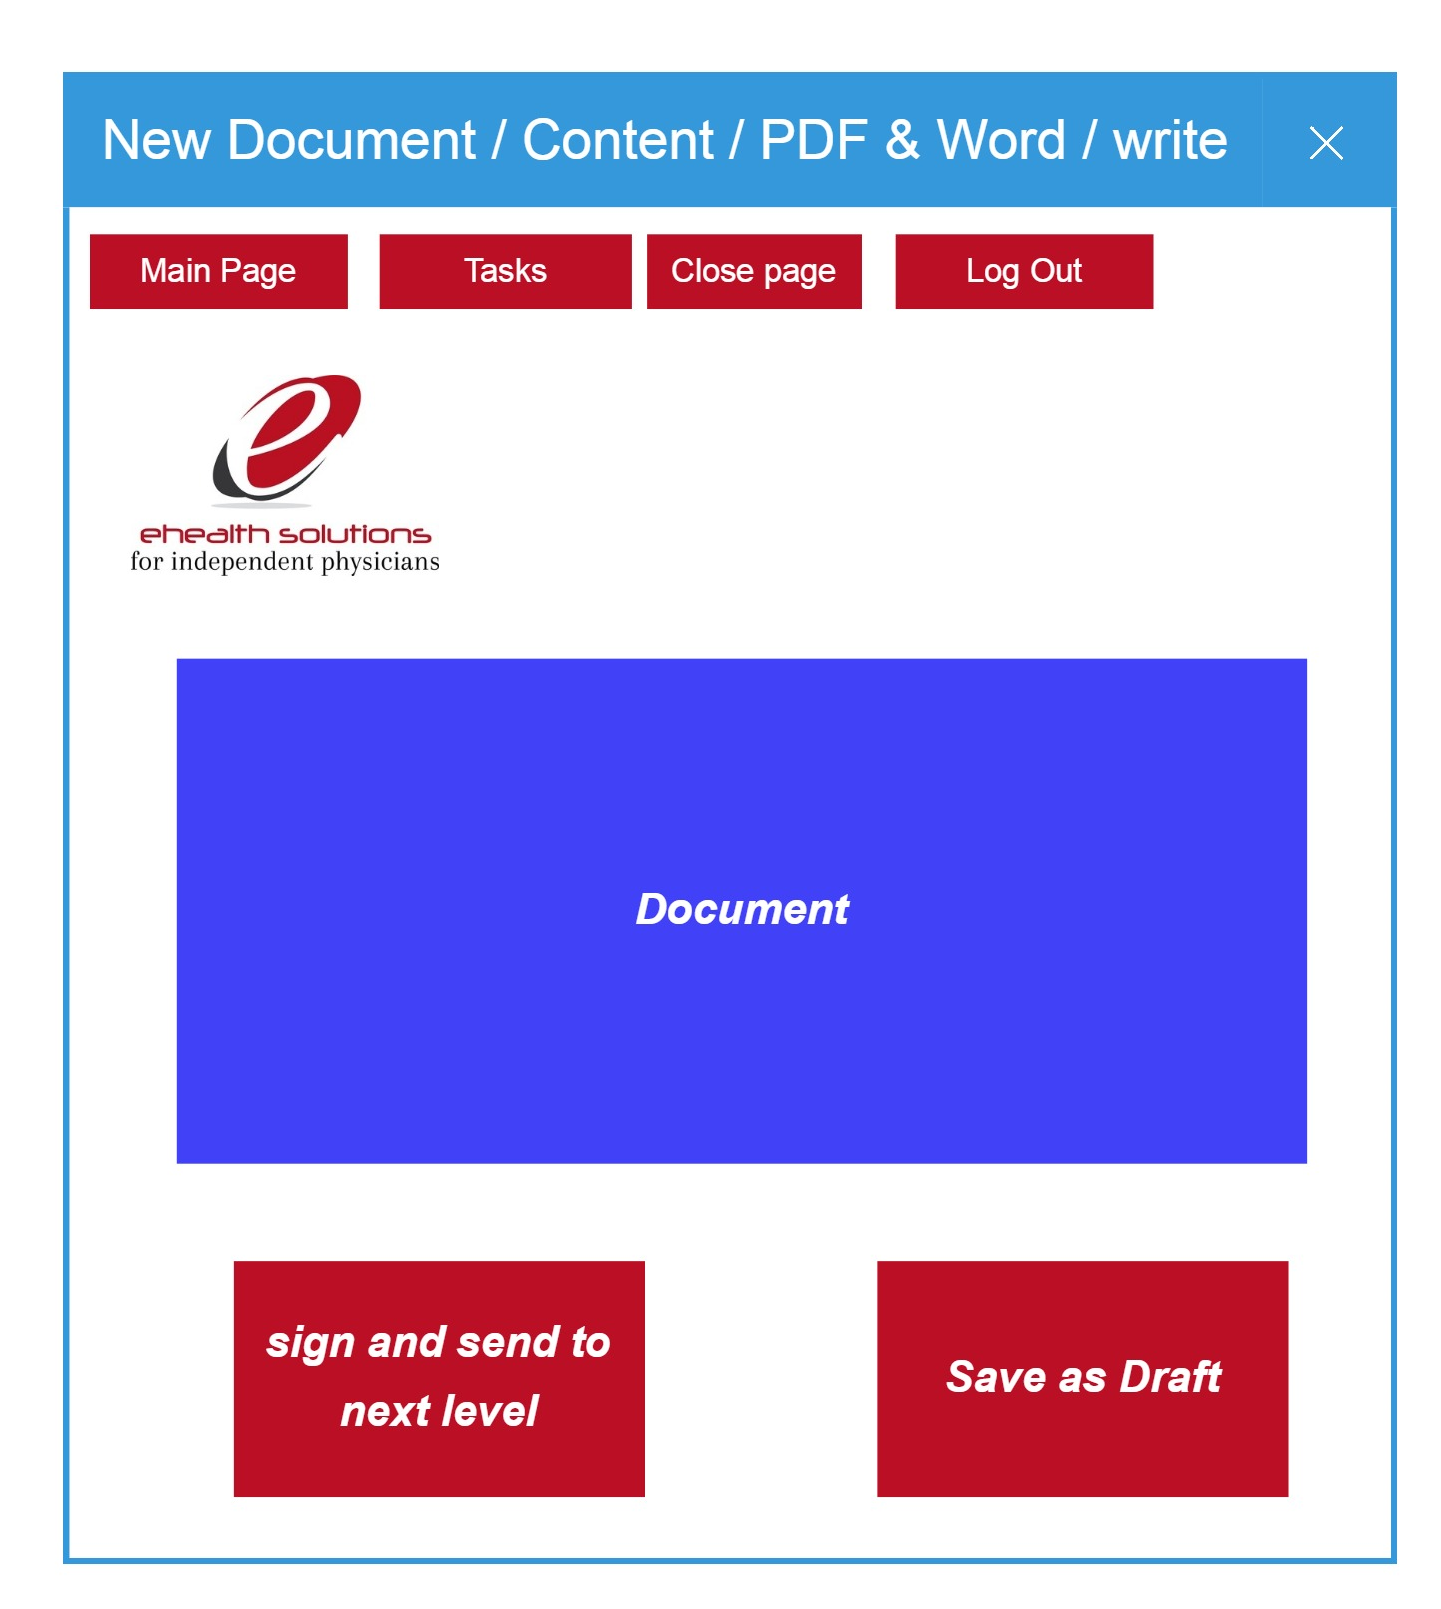 New Document / Content / PDF & Word / write
Main Page
Tasks
Close page
Log Out
e
ehealth solutions
for independent physicians
Document
sign and send to
next level
Save as Draft